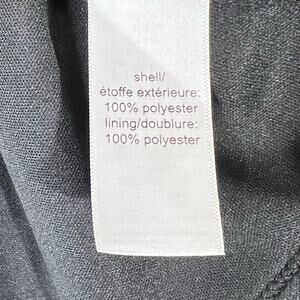 shell/
étoffe extérieure:
100% polyester
lining/doublure:
100% polyester